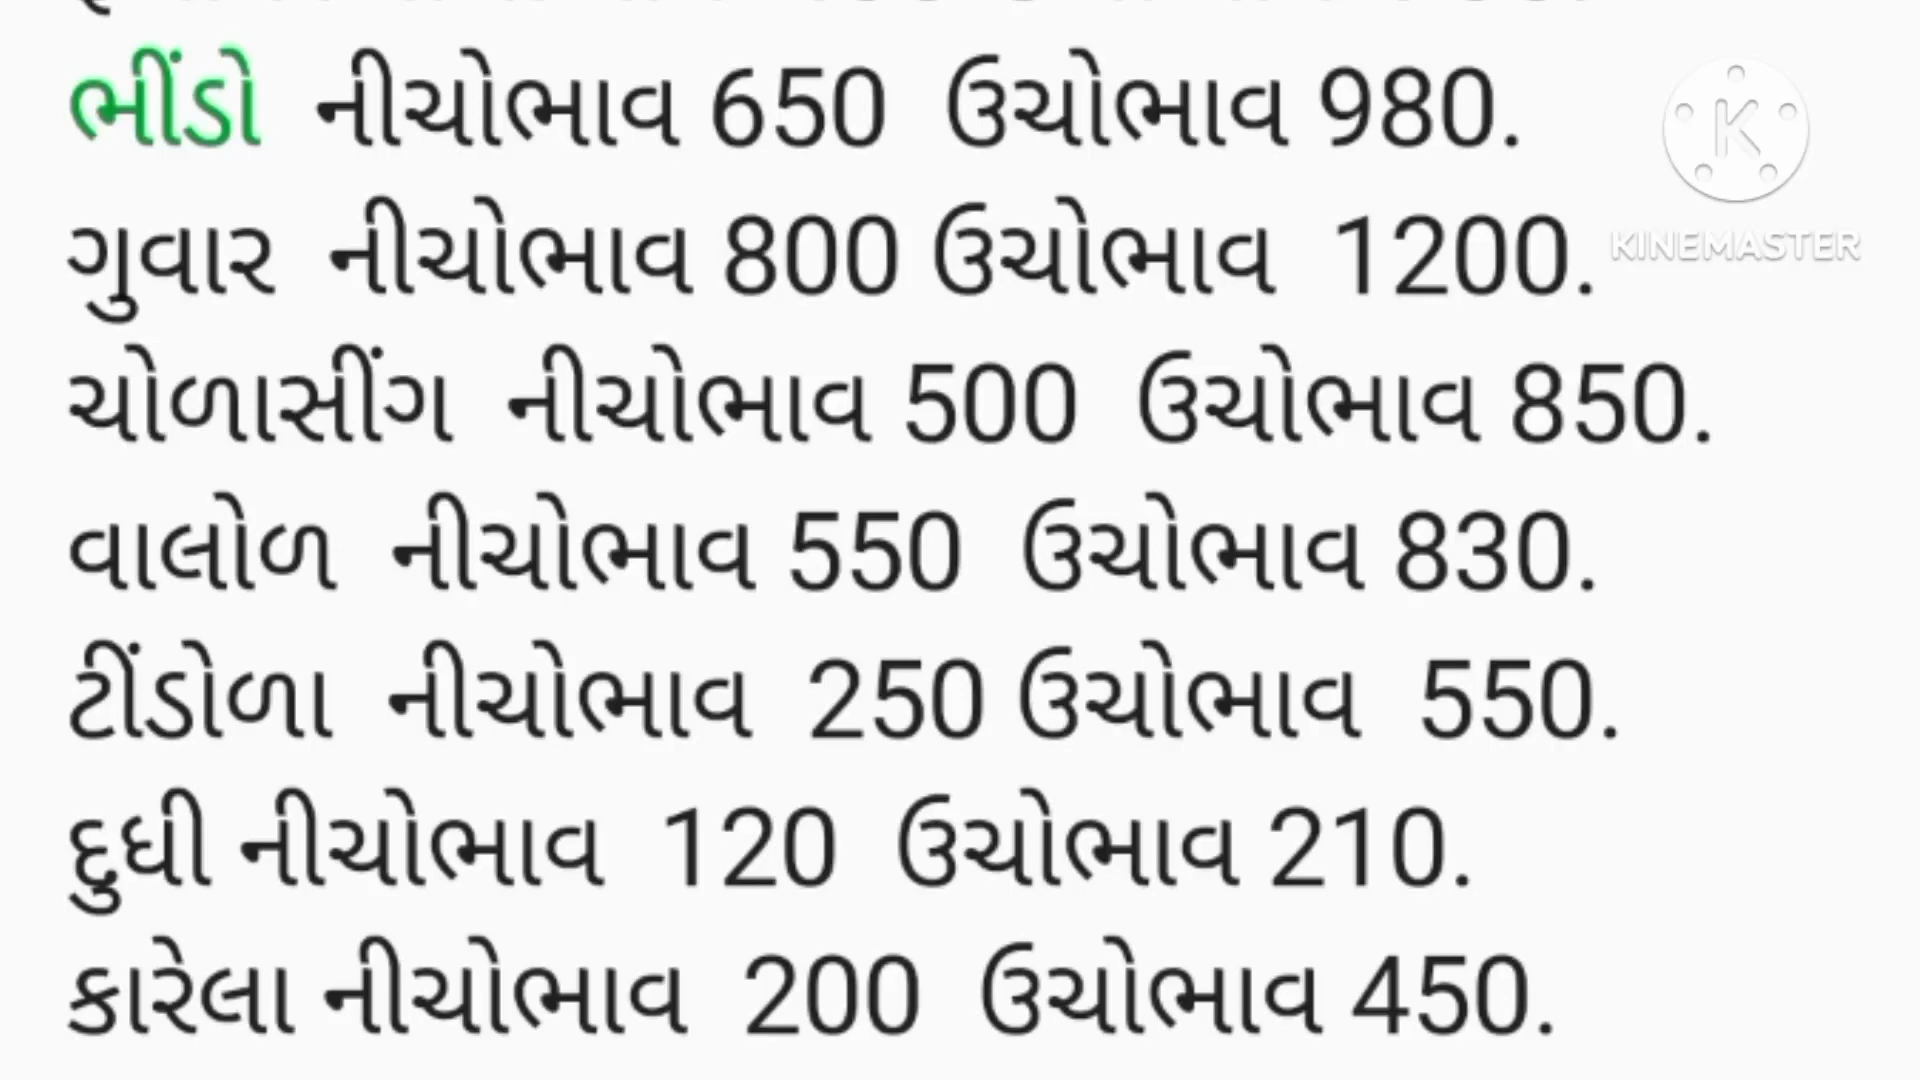 ભીંડો નીચોભાવ 650 ઉચોભાવ 980.
ગુવાર નીચોભાવ 800 ઉચોભાવ 1200.
ચોળાસીંગ નીચોભાવ 500 ઉચોભાવ 850.
વાલોળ નીચોભાવ 550 ઉચોભાવ 830.
ટીંડોળા નીચોભાવ 250 ઉચોભાવ 550.
દુધી નીચોભાવ 120 ઉચોભાવ 210.
કારેલા નીચોભાવ 200 ઉચોભાવ 450.
K
KINEMASTER